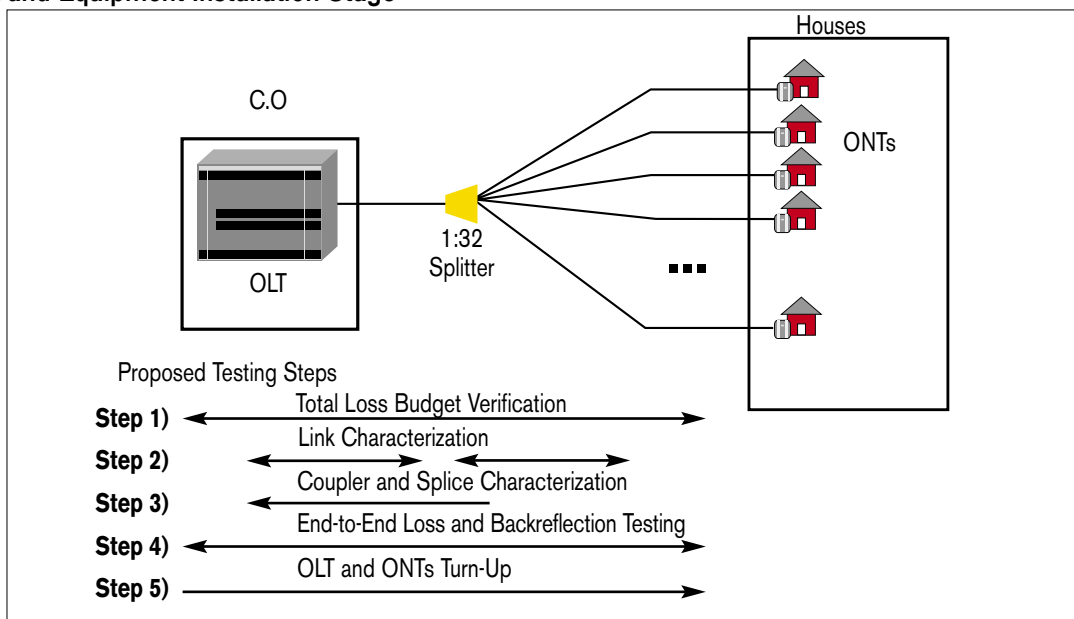 and Equipment Installation Stage
Houses
C.O
ONTs
1:32
Splitter
OLT
Proposed Testing Steps
Step 1) Total Loss Budget Verification
Step 2) Link Characterization
Step 3) Coupler and Splice Characterization
Step 4) End-to-End Loss and Backreflection Testing
Step 5) OLT and ONTs Turn-Up